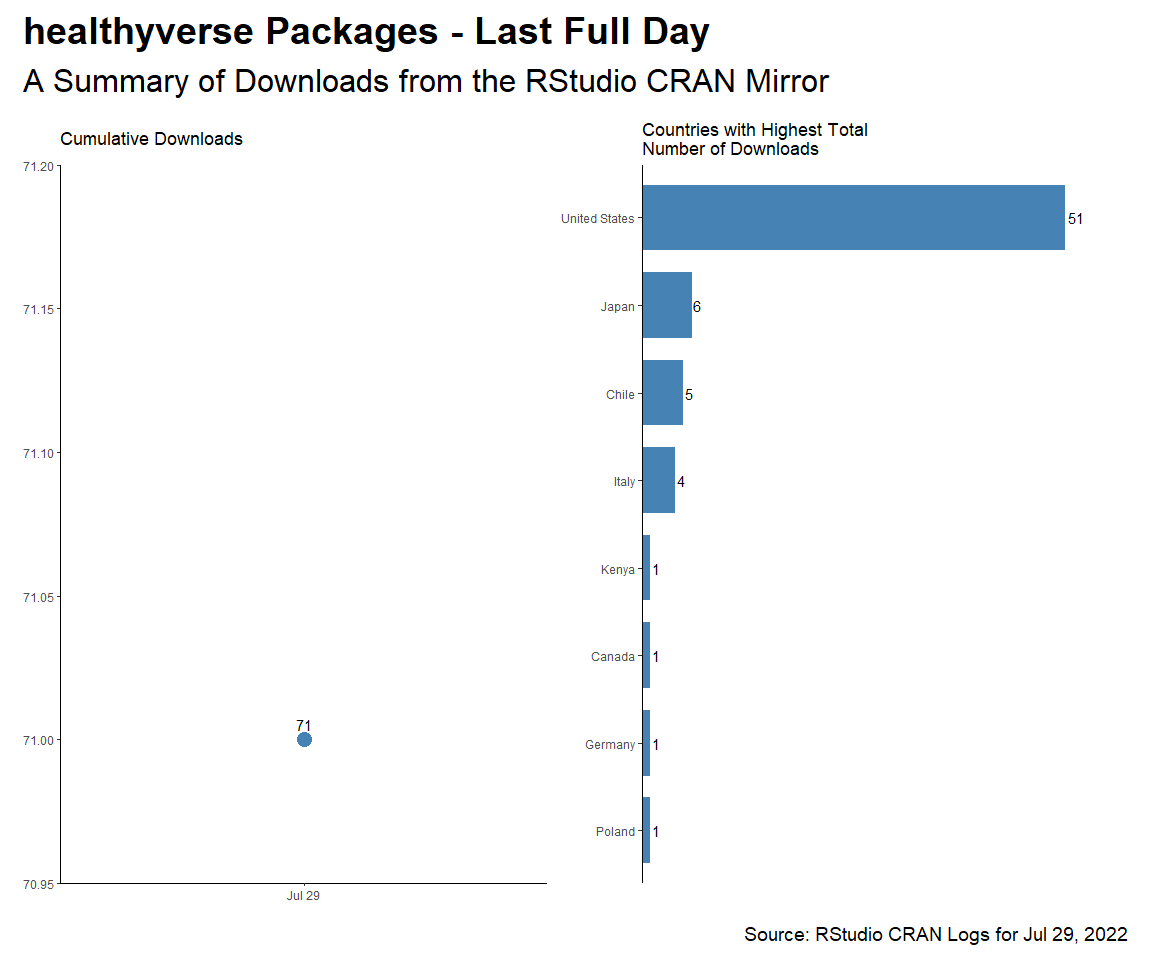 healthyverse Packages - Last Full Day
A Summary of Downloads from the RStudio CRAN Mirror
Cumulative Downloads
71.20
71.15
71.10
71.05
71.00
70.95
71
Jul 29
Countries with Highest Total
Number of Downloads
United States 51
Japan 6
Chile 5
Italy 4
Kenya 1
Canada 1
Germany 1
Poland 1
Source: RStudio CRAN Logs for Jul 29, 2022